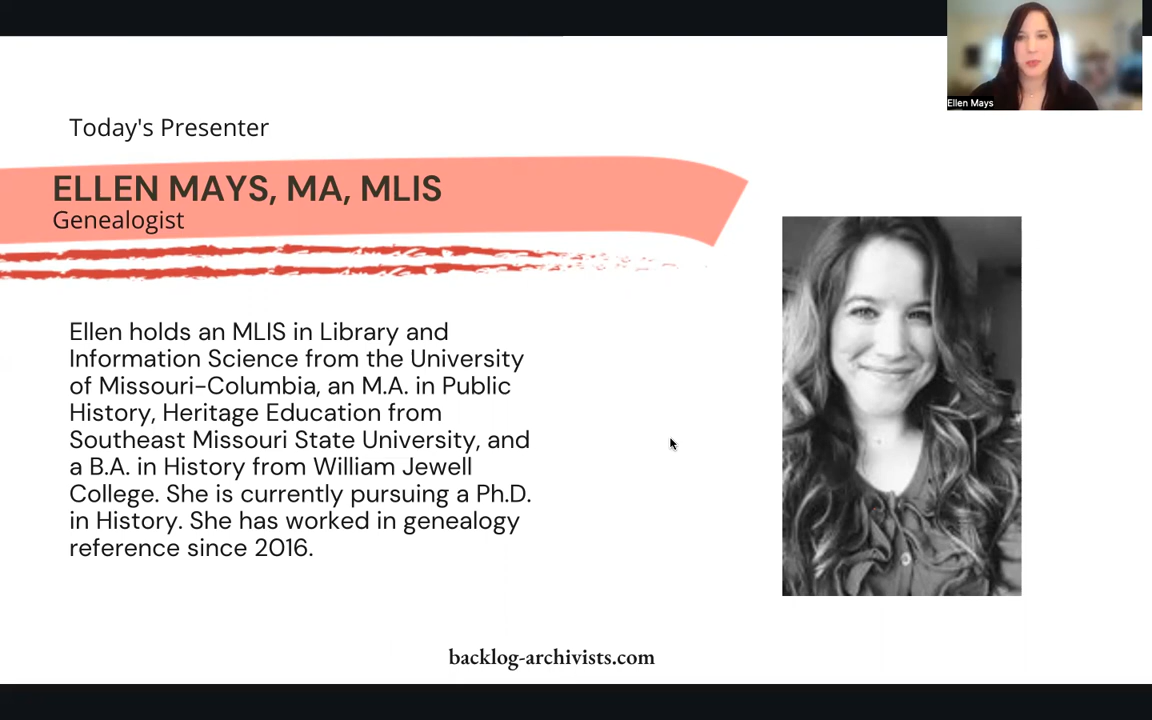 Ellen Mays
Today's Presenter
ELLEN MAYS, MA, MLIS
Genealogist
Ellen holds an MLIS in Library and
Information Science from the University
of Missouri-Columbia, an M.A. in Public
History, Heritage Education from
Southeast Missouri State University, and
a B.A. in History from William Jewell
College. She is currently pursuing a Ph.D.
in History. She has worked in genealogy
reference since 2016.
backlog-archivists.com